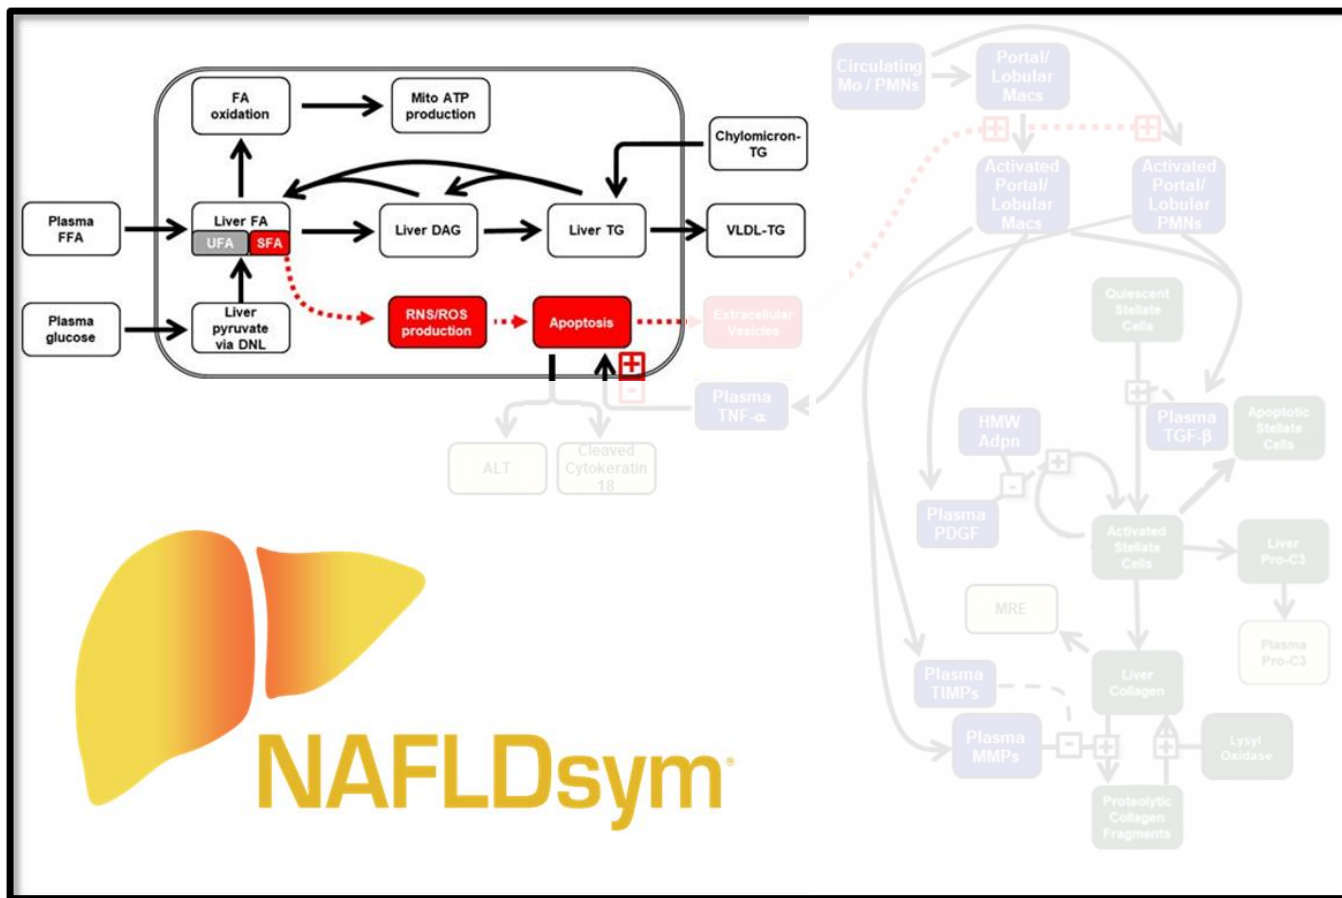 FA
oxidation
Mito ATP
production
Chylomicron-
TG
Plasma
FFA
Liver FA
UFA
SFA
Liver DAG
Liver TG
VLDL-TG
Plasma
glucose
Liver
pyruvate
via DNL
RNS/ROS
production
Apoptosis
Extracellular
Vesicles
+
-
Plasma
TNF-α
ALT
Cleaved
Cytokeratin
18
Circulating
Mo / PMNs
Portal/
Lobular
Macs
+
+
Activated
Portal/
Lobular
Macs
Activated
Portal/
Lobular
PMNs
Quiescent
Stellate
Cells
+
Plasma
TGF-β
Apoptotic
Stellate
Cells
HMW
Adpn
-
+
Plasma
PDGF
Activated
Stellate
Cells
Liver
Pro-C3
MRE
Plasma
Pro-C3
Liver
Collagen
Plasma
TIMPs
Plasma
MMPs
-
+
+
Lysyl
Oxidase
Proteolytic
Collagen
Fragments
NAFLDsym®